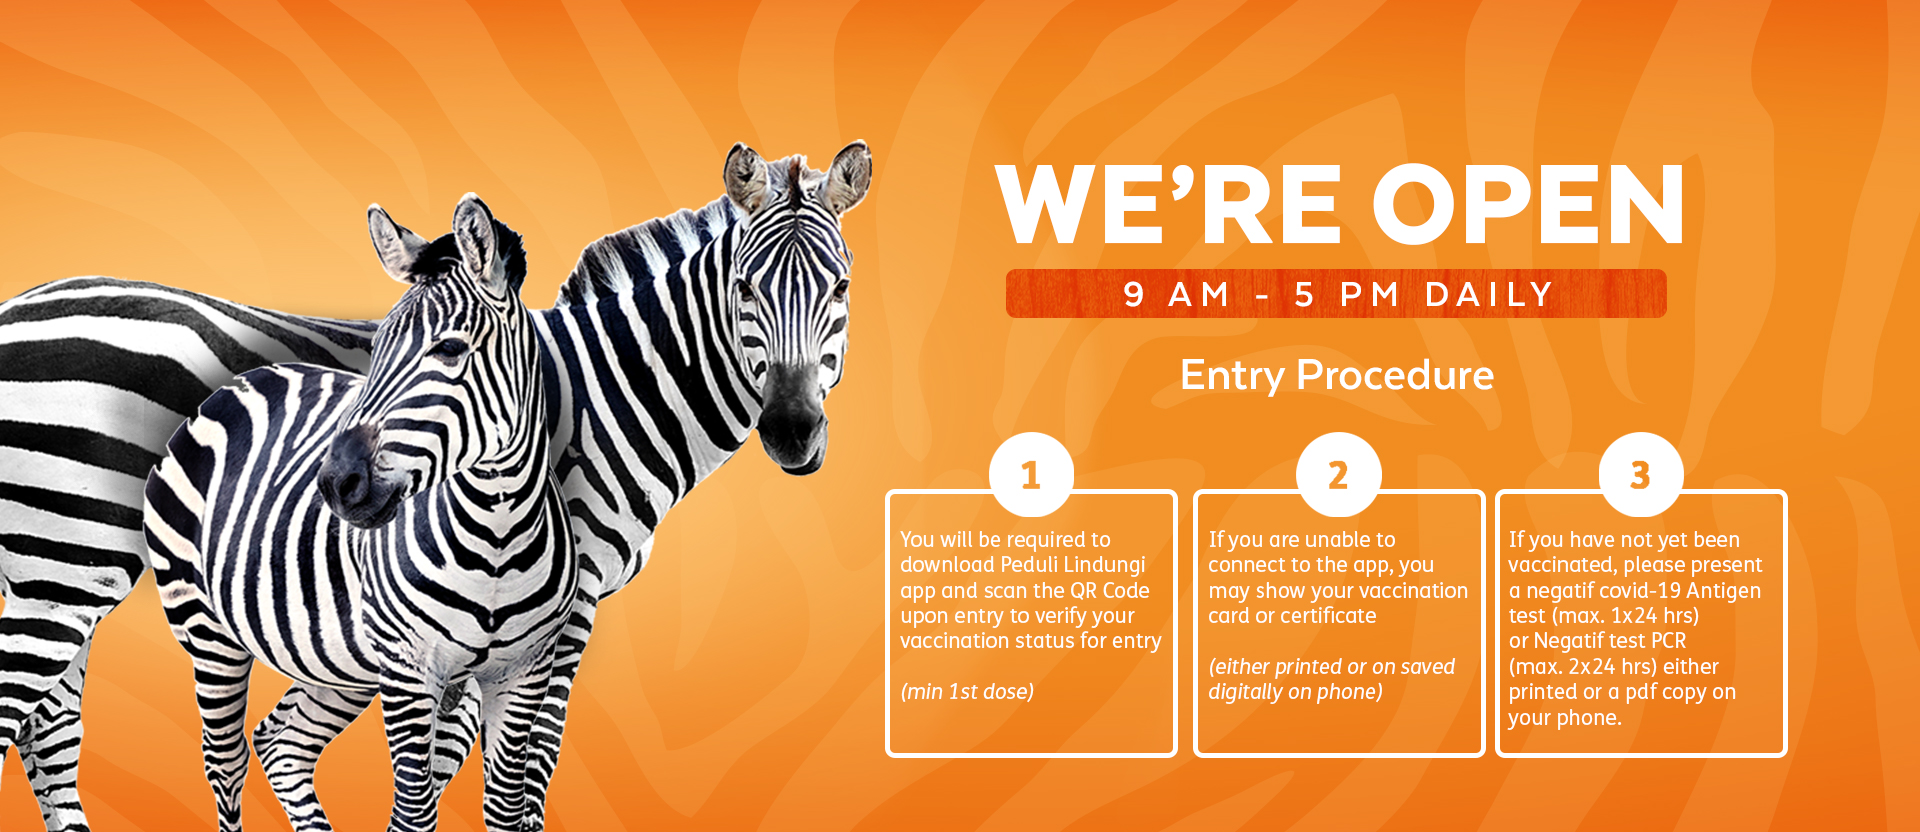 WE'RE OPEN
9 AM - 5 PM DAILY
Entry Procedure
1
You will be required to
download Peduli Lindungi
app and scan the QR Code
upon entry to verify your
vaccination status for entry
(min 1st dose)
2
If you are unable to
connect to the app, you
may show your vaccination
card or certificate
(either printed or on saved
digitally on phone)
3
If you have not yet been
vaccinated, please present
a negatif covid-19 Antigen
test (max. 1x24 hrs)
or Negatif test PCR
(max. 2x24 hrs) either
printed or a pdf copy on
your phone.